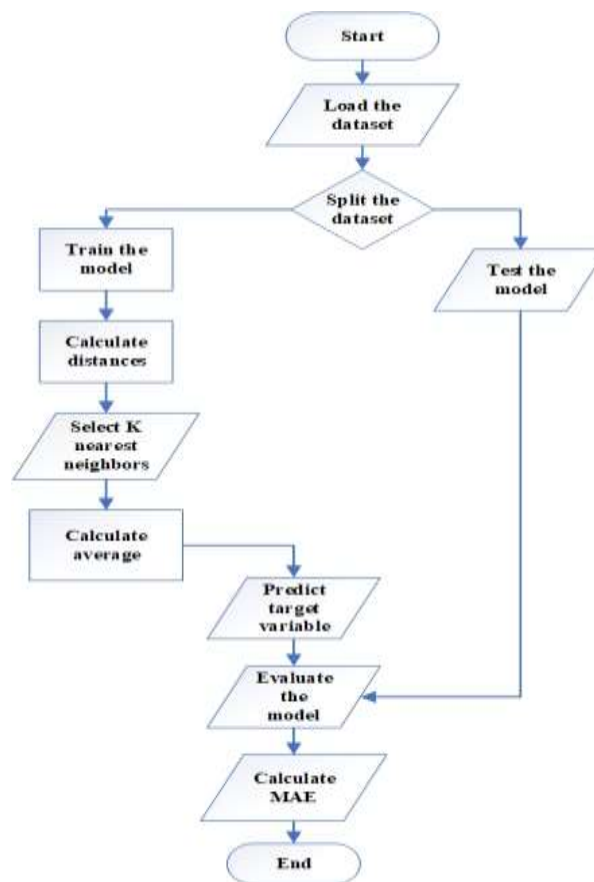 Start
Load the
dataset
Split the
dataset
Train the
model
Test the
model
Calculate
distances
Select K
nearest
neighbors
Calculate
average
Predict
target
variable
Evaluate
the
model
Calculate
MAE
End